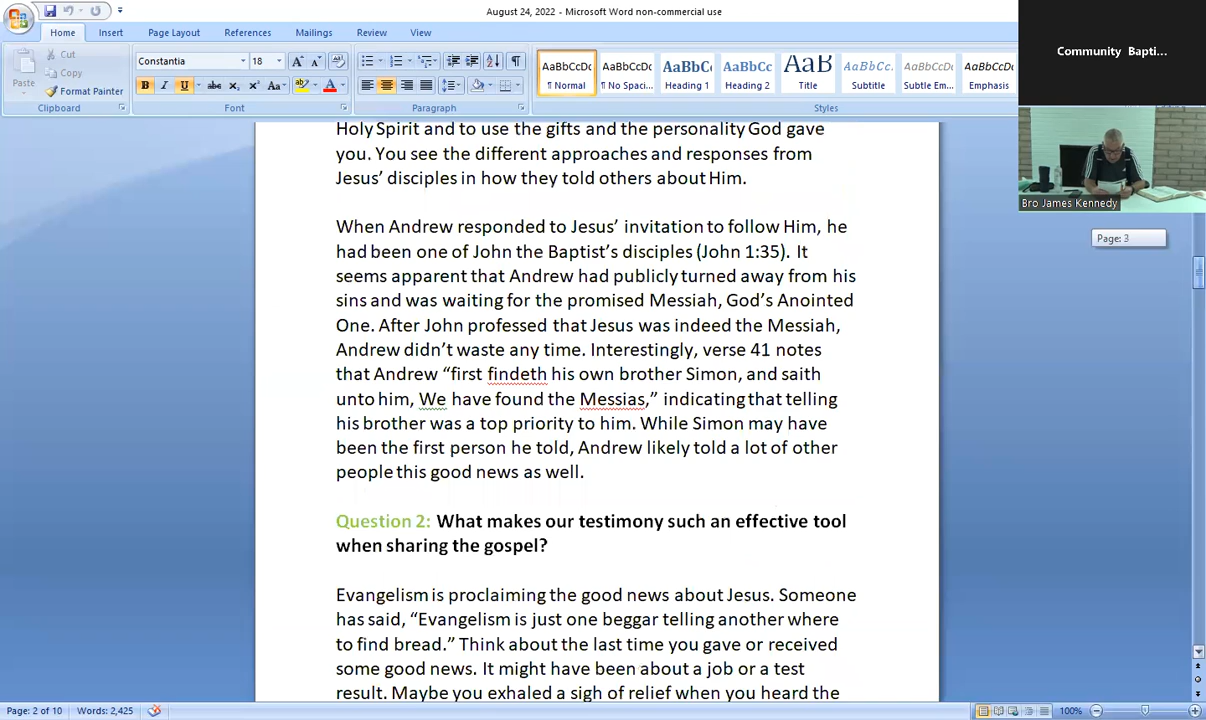 August 24, 2022 - Microsoft Word non-commercial use
Home Insert Page Layout References Mailings Review View
Paste
Cut
Copy
Format Painter
Clipboard
Constantia 18
B I U abc x₂ x² Aa ab A
Font
Paragraph
AaBbCcDc AaBbCcDc AaBbCc AaBbCc AaB AaBbCc. AaBbCcDc AaBbCcDc
¶ Normal ¶ No Spaci... Heading 1 Heading 2 Title Subtitle Subtle Em... Emphasis
Styles
Community Bapti...
Bro James Kennedy
Page: 3
Holy Spirit and to use the gifts and the personality God gave
you. You see the different approaches and responses from
Jesus’ disciples in how they told others about Him.
When Andrew responded to Jesus’ invitation to follow Him, he
had been one of John the Baptist’s disciples (John 1:35). It
seems apparent that Andrew had publicly turned away from his
sins and was waiting for the promised Messiah, God’s Anointed
One. After John professed that Jesus was indeed the Messiah,
Andrew didn’t waste any time. Interestingly, verse 41 notes
that Andrew “first findeth his own brother Simon, and saith
unto him, We have found the Messias,” indicating that telling
his brother was a top priority to him. While Simon may have
been the first person he told, Andrew likely told a lot of other
people this good news as well.
Question 2: What makes our testimony such an effective tool
when sharing the gospel?
Evangelism is proclaiming the good news about Jesus. Someone
has said, “Evangelism is just one beggar telling another where
to find bread.” Think about the last time you gave or received
some good news. It might have been about a job or a test
result. Maybe you exhaled a sigh of relief when you heard the
Page: 2 of 10 Words: 2,425 100%